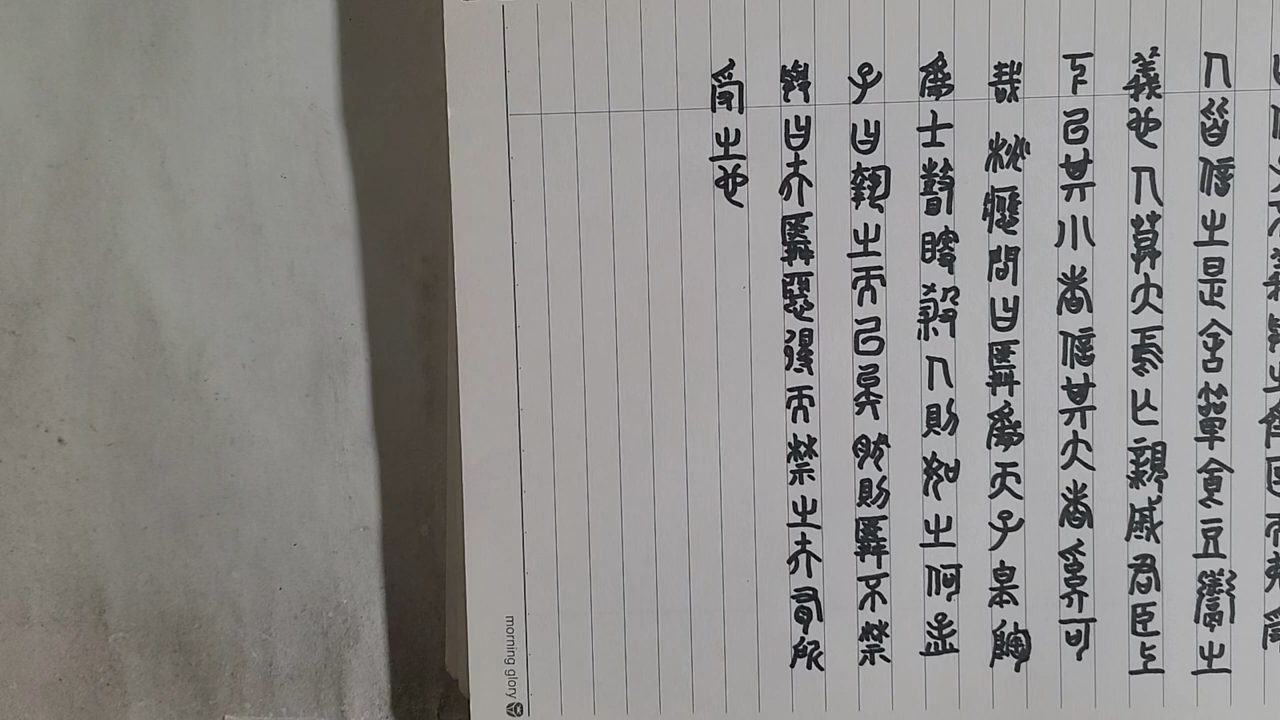 人皆信之是舍簞食豆羹之
義也人莫大焉亡親戚君臣上
下以其小者信其大者奚可
哉 桃應問曰舜爲天子皋陶
爲士瞽瞍殺人則如之何孟
子曰執之而已矣然則舜不禁
與曰夫舜惡得而禁之夫有所
受之也
morning glory